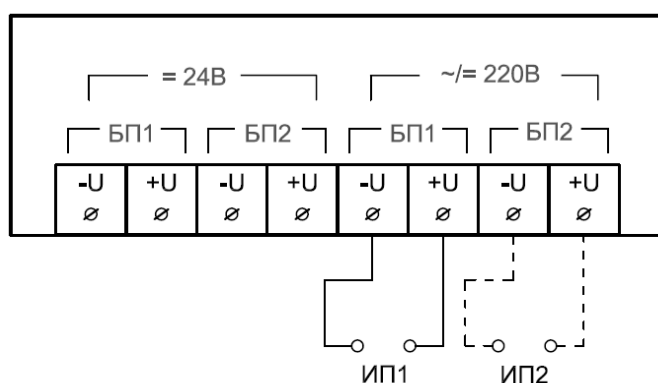 = 24В ~/= 220В
БП1 БП2 БП1 БП2
-U +U -U +U -U +U -U +U
ИП1 ИП2